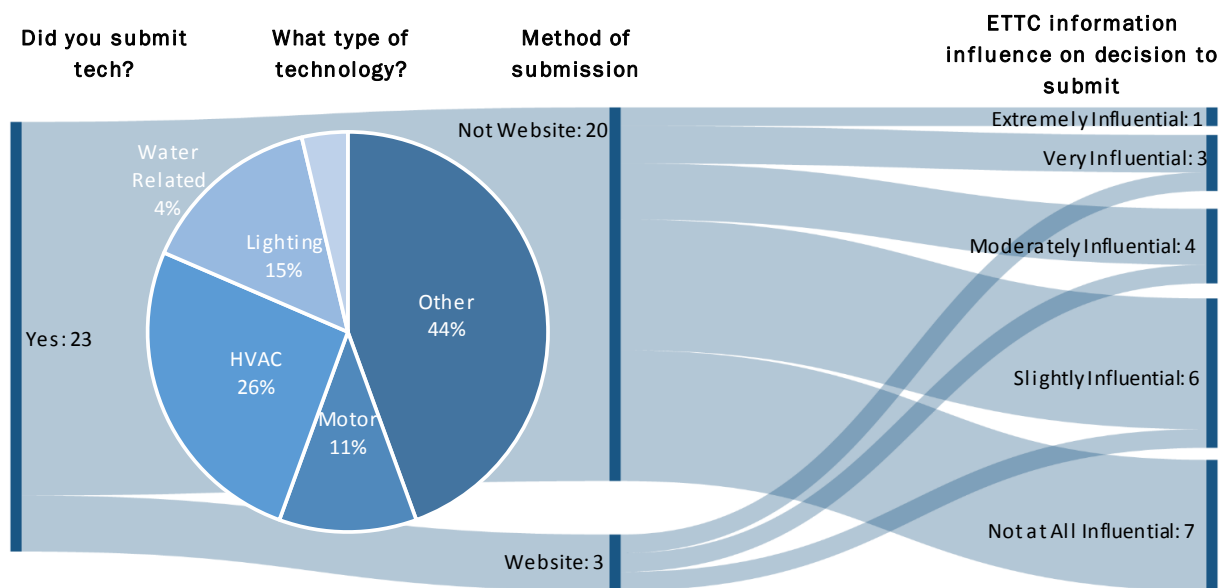 Did you submit
tech?
What type of
technology?
Method of
submission
ETTC information
influence on decision to
submit
Yes: 23
Water
Related
4%
Lighting
15%
HVAC
26%
Motor
11%
Other
44%
Not Website: 20
Website: 3
Extremely Influential: 1
Very Influential: 3
Moderately Influential: 4
Slightly Influential: 6
Not at All Influential: 7